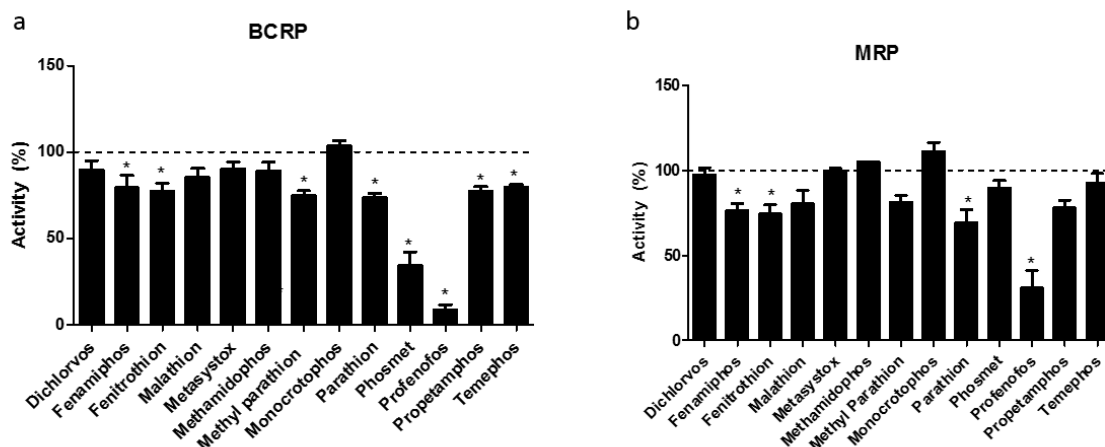 a
BCRP
150
100
50
0
Activity (%)
*
*
*
*
*
*
*
*
Dichlorvos
Fenamiphos
Fenitrothion
Malathion
Metasystox
Methamidophos
Methyl parathion
Monocrotophos
Parathion
Phosmet
Profenofos
Propetamphos
Temephos
b
MRP
150
100
50
0
Activity (%)
*
*
*
*
Dichlorvos
Fenamiphos
Fenitrothion
Malathion
Metasystox
Methamidophos
Methyl Parathion
Monocrotophos
Parathion
Phosmet
Profenofos
Propetamphos
Temephos